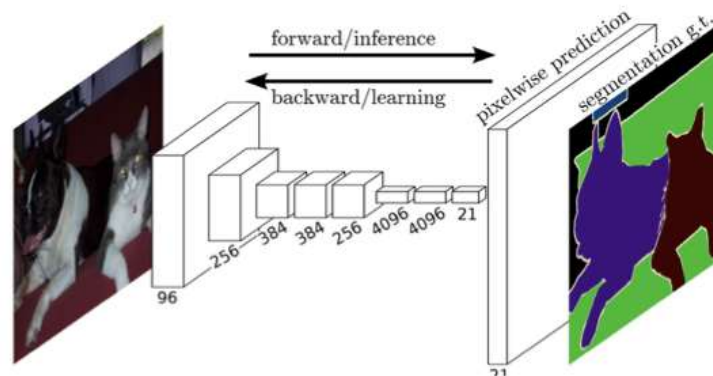 forward/inference
backward/learning
pixelwise prediction
segmentation g.t.
96
256
384
384
256
4096
4096
21
21